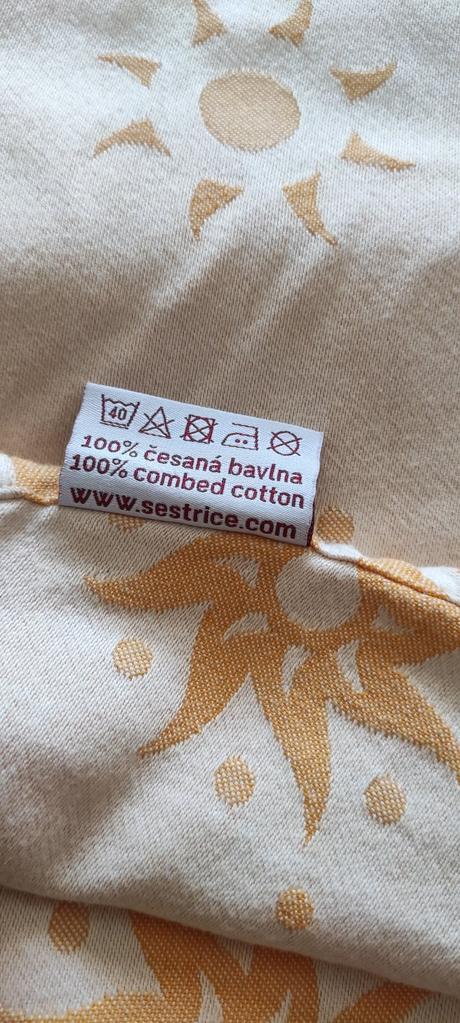 40
100% česaná bavlna
100% combed cotton
www.sestrice.com